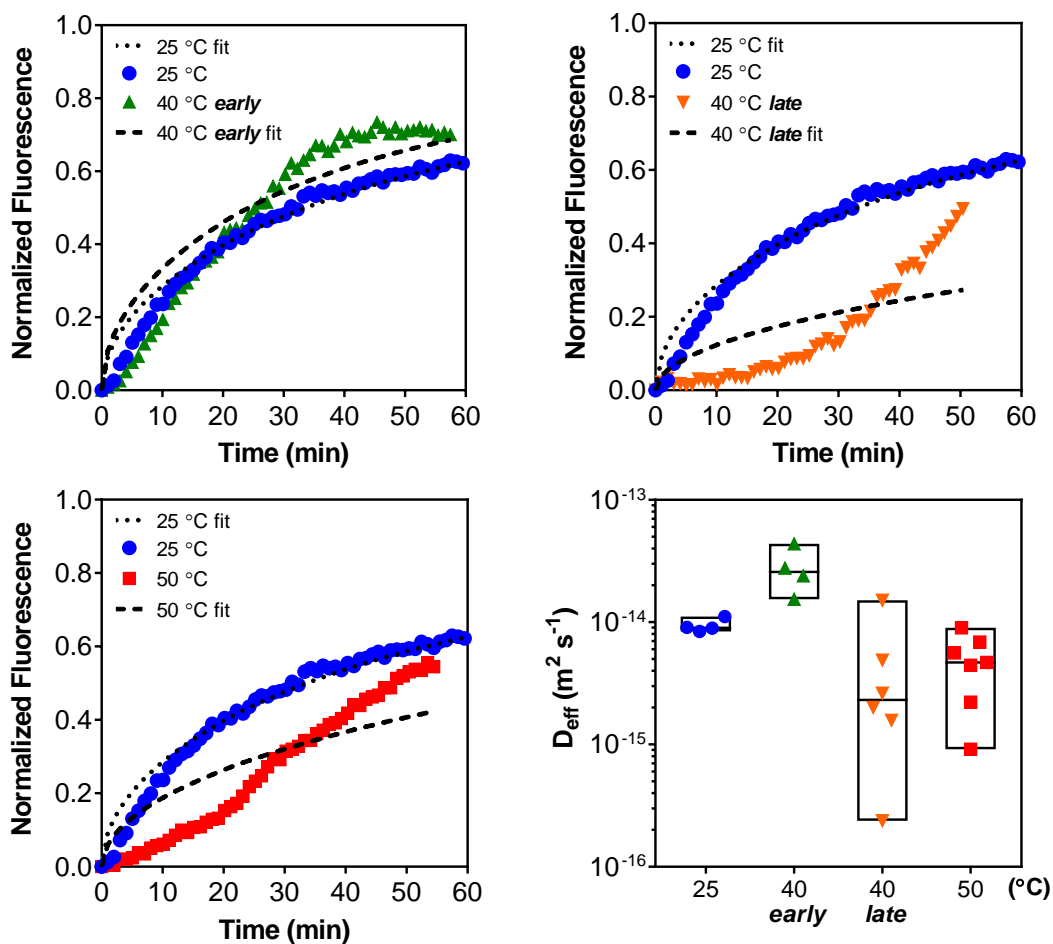 1.0
0.8
0.6
0.4
0.2
0.0
Normalized Fluorescence
25 °C fit
25 °C
40 °C early
40 °C early fit
0 10 20 30 40 50 60
Time (min)
1.0
0.8
0.6
0.4
0.2
0.0
Normalized Fluorescence
25 °C fit
25 °C
40 °C late
40 °C late fit
0 10 20 30 40 50 60
Time (min)
1.0
0.8
0.6
0.4
0.2
0.0
Normalized Fluorescence
25 °C fit
25 °C
50 °C
50 °C fit
0 10 20 30 40 50 60
Time (min)
10-13
10-14
10-15
10-16
Deff (m2 s-1)
25 40 40 50 (°C)
early late